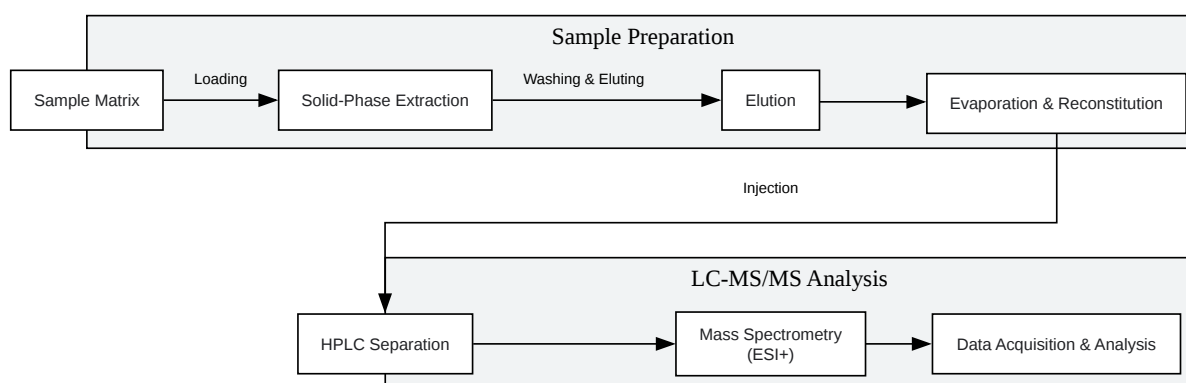 Sample Preparation
Loading
Washing & Eluting
Sample Matrix
Solid-Phase Extraction
Elution
Evaporation & Reconstitution
Injection
LC-MS/MS Analysis
HPLC Separation
Mass Spectrometry
(ESI+)
Data Acquisition & Analysis